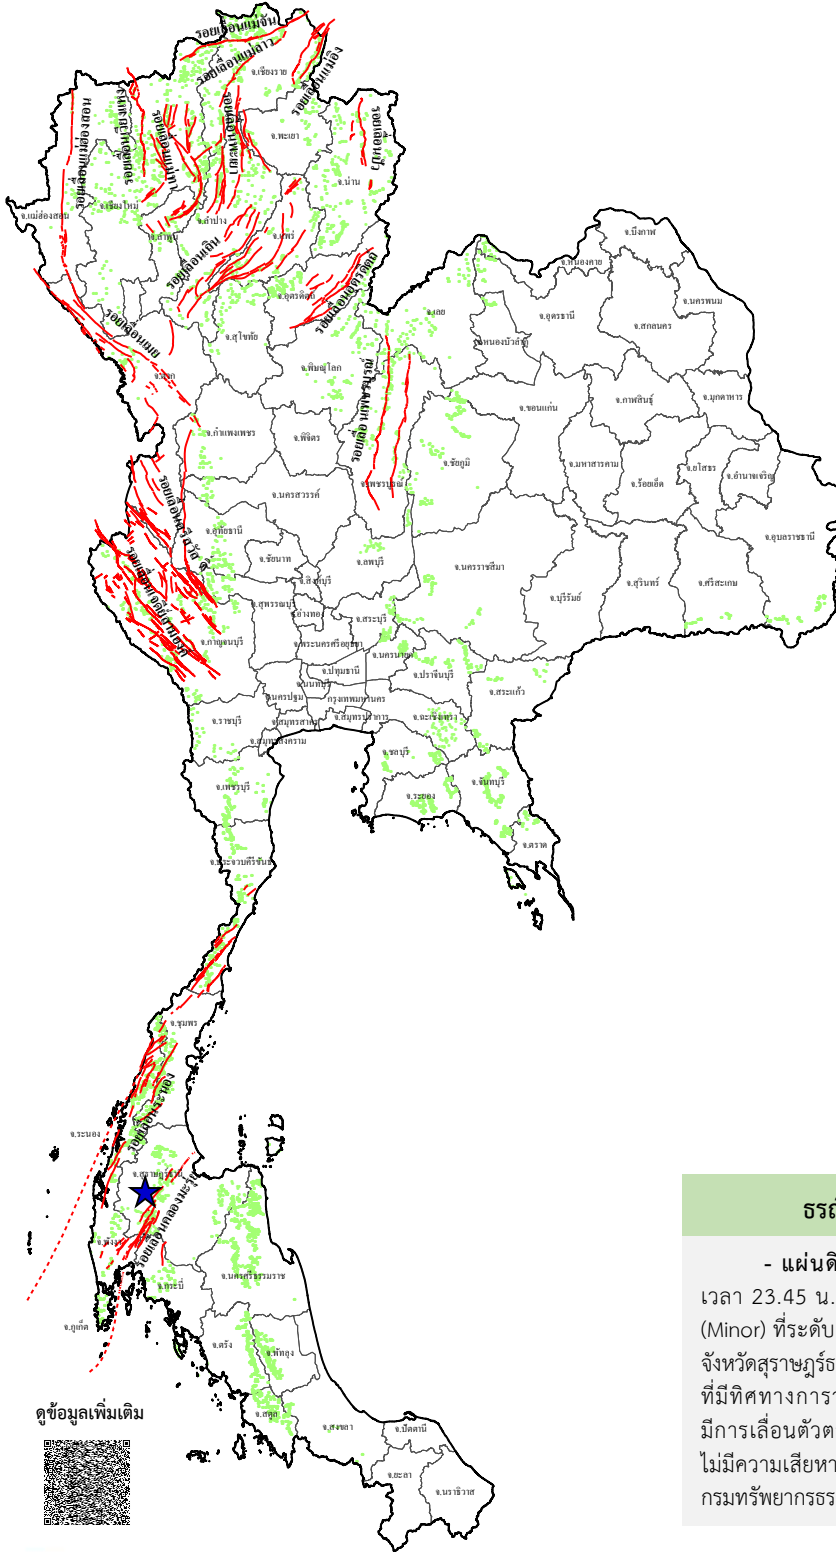 รอยเลื่อนแม่จัน
รอยเลื่อนแม่ลาว
รอยเลื่อนแม่อิง
จ.เชียงราย
รอยเลื่อนพะเยา
รอยเลื่อนแม่ทา
รอยเลื่อนปัว
จ.พะเยา
จ.น่าน
จ.แม่ฮ่องสอน
จ.เชียงใหม่
จ.ลำปาง
จ.ลำพูน
จ.แพร่
รอยเลื่อนเถิน
รอยเลื่อนอุตรดิตถ์
จ.อุตรดิตถ์
จ.บึงกาฬ
จ.หนองคาย
จ.นครพนม
จ.เลย
จ.อุดรธานี
จ.สกลนคร
จ.หนองบัวลำภู
รอยเลื่อนเมย
จ.สุโขทัย
จ.พิษณุโลก
รอยเลื่อนเพชรบูรณ์
จ.ตาก
จ.ขอนแก่น
จ.กาฬสินธุ์
จ.มุกดาหาร
จ.กำแพงเพชร
จ.พิจิตร
จ.ชัยภูมิ
จ.มหาสารคาม
จ.ร้อยเอ็ด
จ.ยโสธร
จ.อำนาจเจริญ
จ.เพชรบูรณ์
จ.นครสวรรค์
จ.อุทัยธานี
จ.อุบลราชธานี
รอยเลื่อนเจดีย์สามองค์
จ.ชัยนาท
จ.ลพบุรี
จ.นครราชสีมา
จ.บุรีรัมย์
จ.สุรินทร์
จ.ศรีสะเกษ
จ.สิงห์บุรี
จ.สุพรรณบุรี
จ.อ่างทอง
จ.สระบุรี
จ.กาญจนบุรี
จ.พระนครศรีอยุธยา
จ.นครนายก
จ.ปทุมธานี
จ.ปราจีนบุรี
จ.นนทบุรี
จ.นครปฐม
กรุงเทพมหานคร
จ.สระแก้ว
จ.ราชบุรี
จ.สมุทรสาคร
จ.สมุทรปราการ
จ.ฉะเชิงเทรา
จ.สมุทรสงคราม
จ.ชลบุรี
จ.เพชรบุรี
จ.ระยอง
จ.จันทบุรี
จ.ตราด
จ.ประจวบคีรีขันธ์
จ.ชุมพร
รอยเลื่อนระนอง
จ.ระนอง
จ.สุราษฎร์ธานี
รอยเลื่อนคลองมะรุ่ย
จ.พังงา
จ.กระบี่
จ.นครศรีธรรมราช
จ.ภูเก็ต
จ.ตรัง
จ.พัทลุง
จ.สตูล
จ.สงขลา
จ.ปัตตานี
จ.ยะลา
จ.นราธิวาส
ดูข้อมูลเพิ่มเติม
- แผ่นดิ
เวลา 23.45 น.
(Minor) ที่ระดับ
จังหวัดสุราษฎร์ธ
ที่มีทิศทางการว
มีการเลื่อนตัวต
ไม่มีความเสียหา
กรมทรัพยากรธร